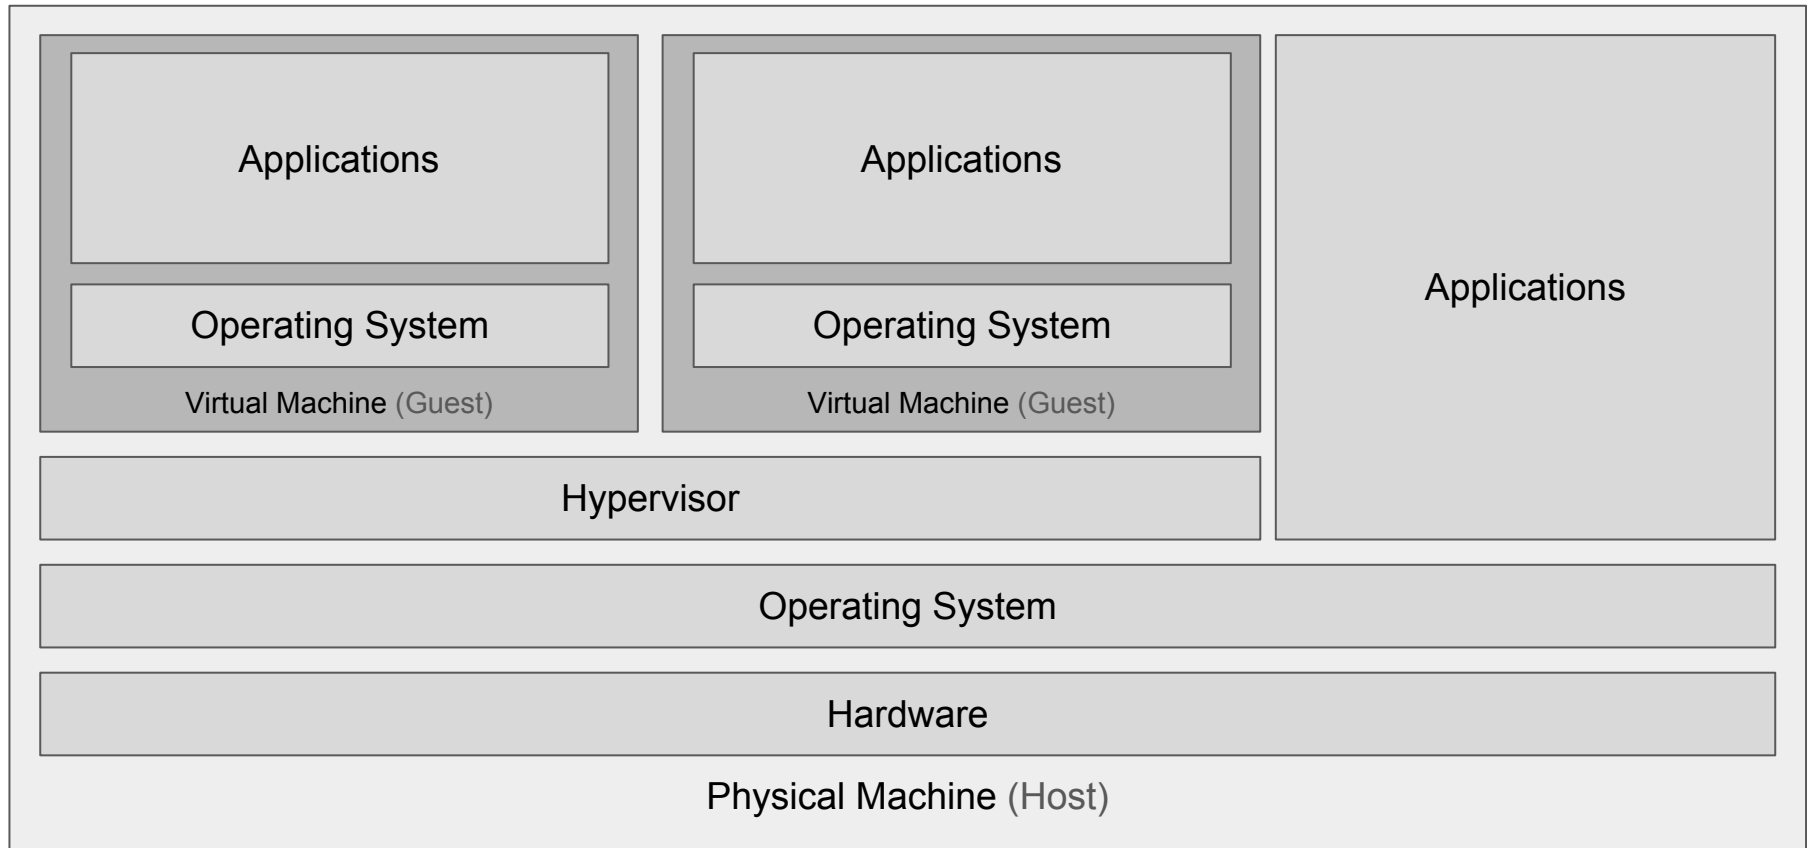 Applications
Operating System
Virtual Machine (Guest)
Applications
Operating System
Virtual Machine (Guest)
Applications
Hypervisor
Operating System
Hardware
Physical Machine (Host)